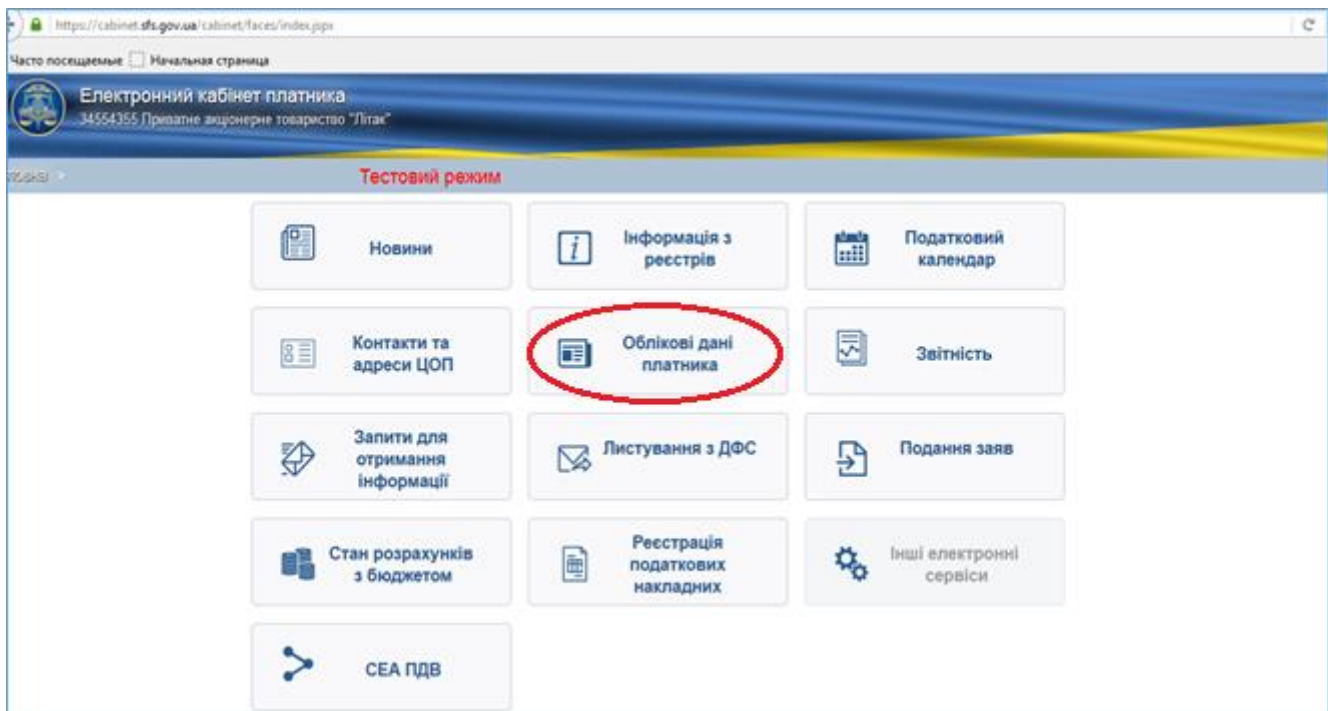 https://cabinet.sfs.gov.ua/cabinet/faces/index.jspx
Часто посещаемые Начальная страница
Електронний кабінет платника
34554355 Приватне акціонерне товариство "Літак"
Тестовий режим
Новини
Інформація з
реєстрів
Податковий
календар
Контакти та
адреси ЦОП
Облікові дані
платника
Звітність
Запити для
отримання
інформації
Листування з ДФС
Подання заяв
Стан розрахунків
з бюджетом
Реєстрація
податкових
накладних
Інші електронні
сервіси
СЕА ПДВ